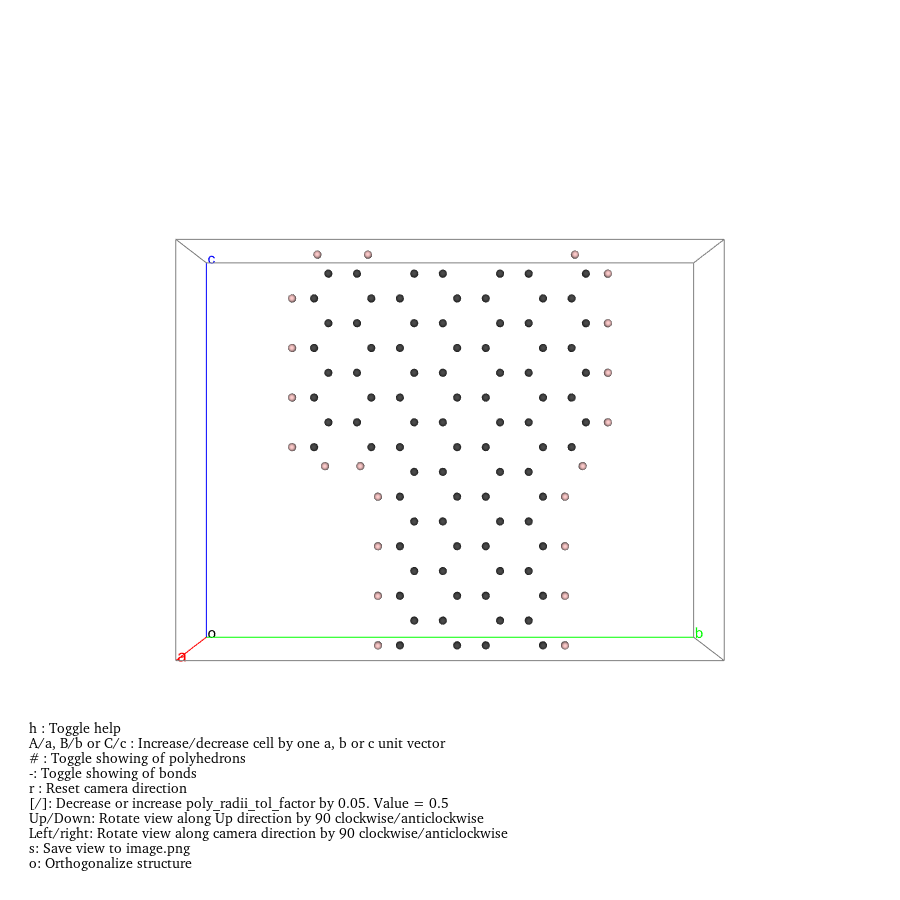 c
o
b
a
h : Toggle help
A/a, B/b or C/c : Increase/decrease cell by one a, b or c unit vector
# : Toggle showing of polyhedrons
-: Toggle showing of bonds
r : Reset camera direction
[/]: Decrease or increase poly_radii_tol_factor by 0.05. Value = 0.5
Up/Down: Rotate view along Up direction by 90 clockwise/anticlockwise
Left/right: Rotate view along camera direction by 90 clockwise/anticlockwise
s: Save view to image.png
o: Orthogonalize structure